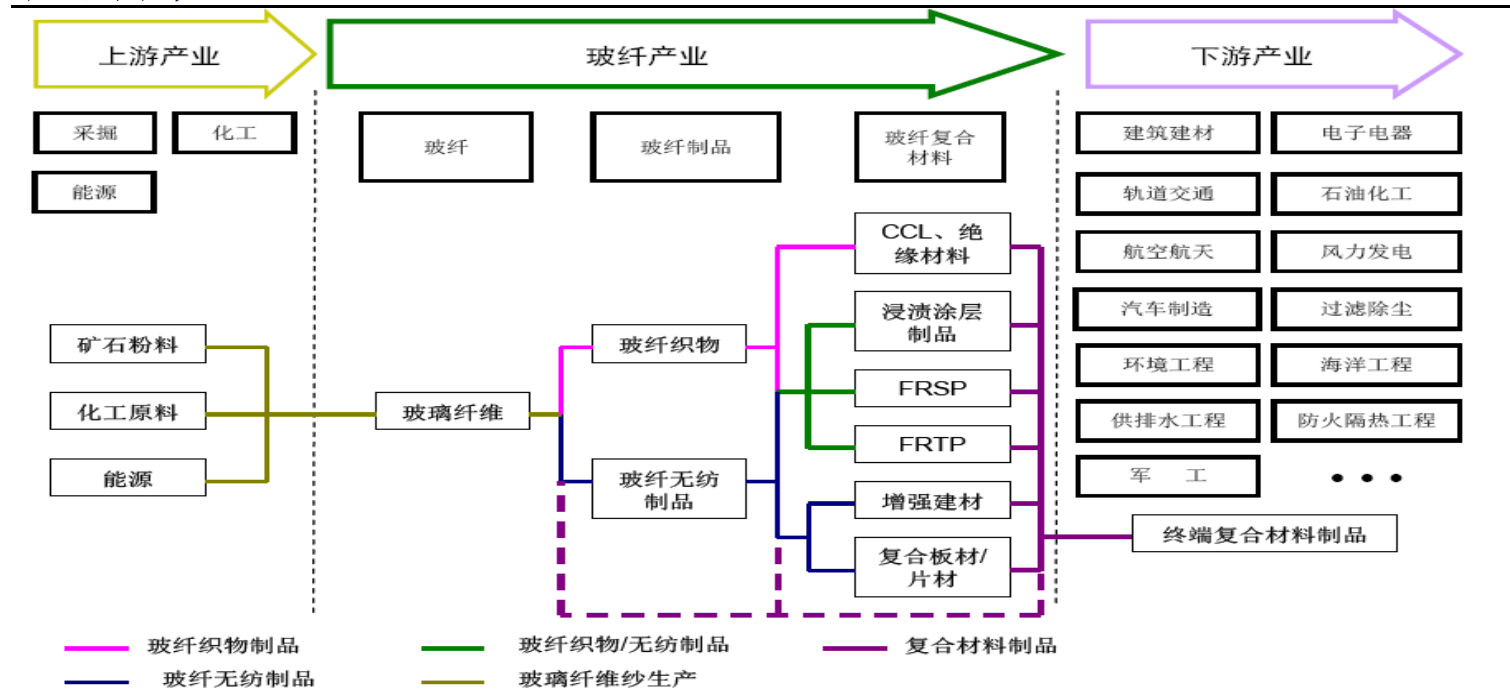 上游产业
玻纤产业
下游产业
采掘
化工
能源
玻纤
玻纤制品
玻纤复合
材料
建筑建材
电子电器
轨道交通
石油化工
航空航天
风力发电
汽车制造
过滤除尘
环境工程
海洋工程
供排水工程
防火隔热工程
军 工
• • •
矿石粉料
化工原料
能源
玻璃纤维
玻纤织物
玻纤无纺
制品
CCL、绝
缘材料
浸渍涂层
制品
FRSP
FRTP
增强建材
复合板材/
片材
终端复合材料制品
玻纤织物制品
玻纤织物/无纺制品
复合材料制品
玻纤无纺制品
玻璃纤维纱生产